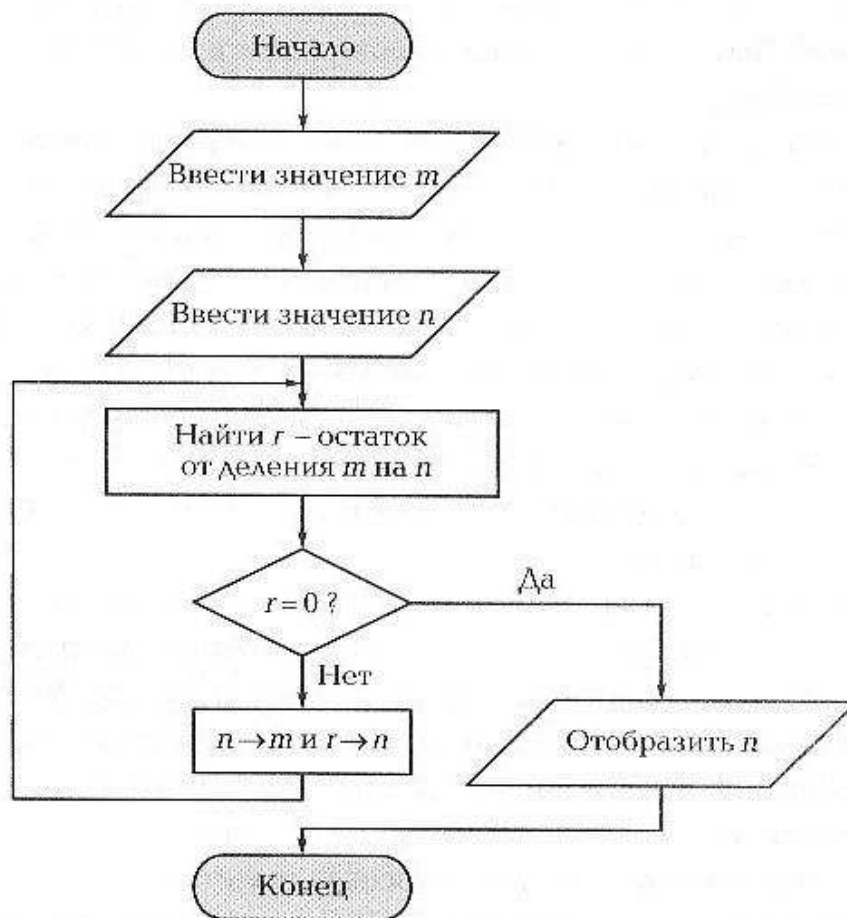 Начало
Ввести значение m
Ввести значение n
Найти r – остаток
от деления m на n
r = 0 ?
Да
Нет
n→m и r→n
Отобразить n
Конец